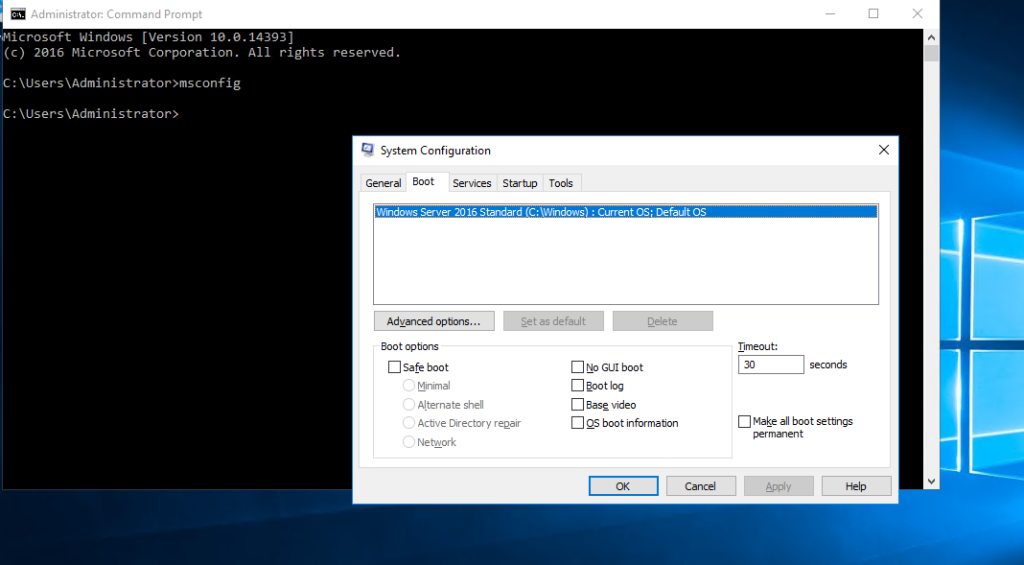 Administrator: Command Prompt
Microsoft Windows [Version 10.0.14393]
(c) 2016 Microsoft Corporation. All rights reserved.
C:\Users\Administrator>msconfig
C:\Users\Administrator>
System Configuration
General Boot Services Startup Tools
Windows Server 2016 Standard (C:\Windows) : Current OS; Default OS
Advanced options... Set as default Delete
Boot options
Safe boot
Minimal
Alternate shell
Active Directory repair
Network
No GUI boot
Boot log
Base video
OS boot information
Timeout:
30 seconds
Make all boot settings
permanent
OK Cancel Apply Help